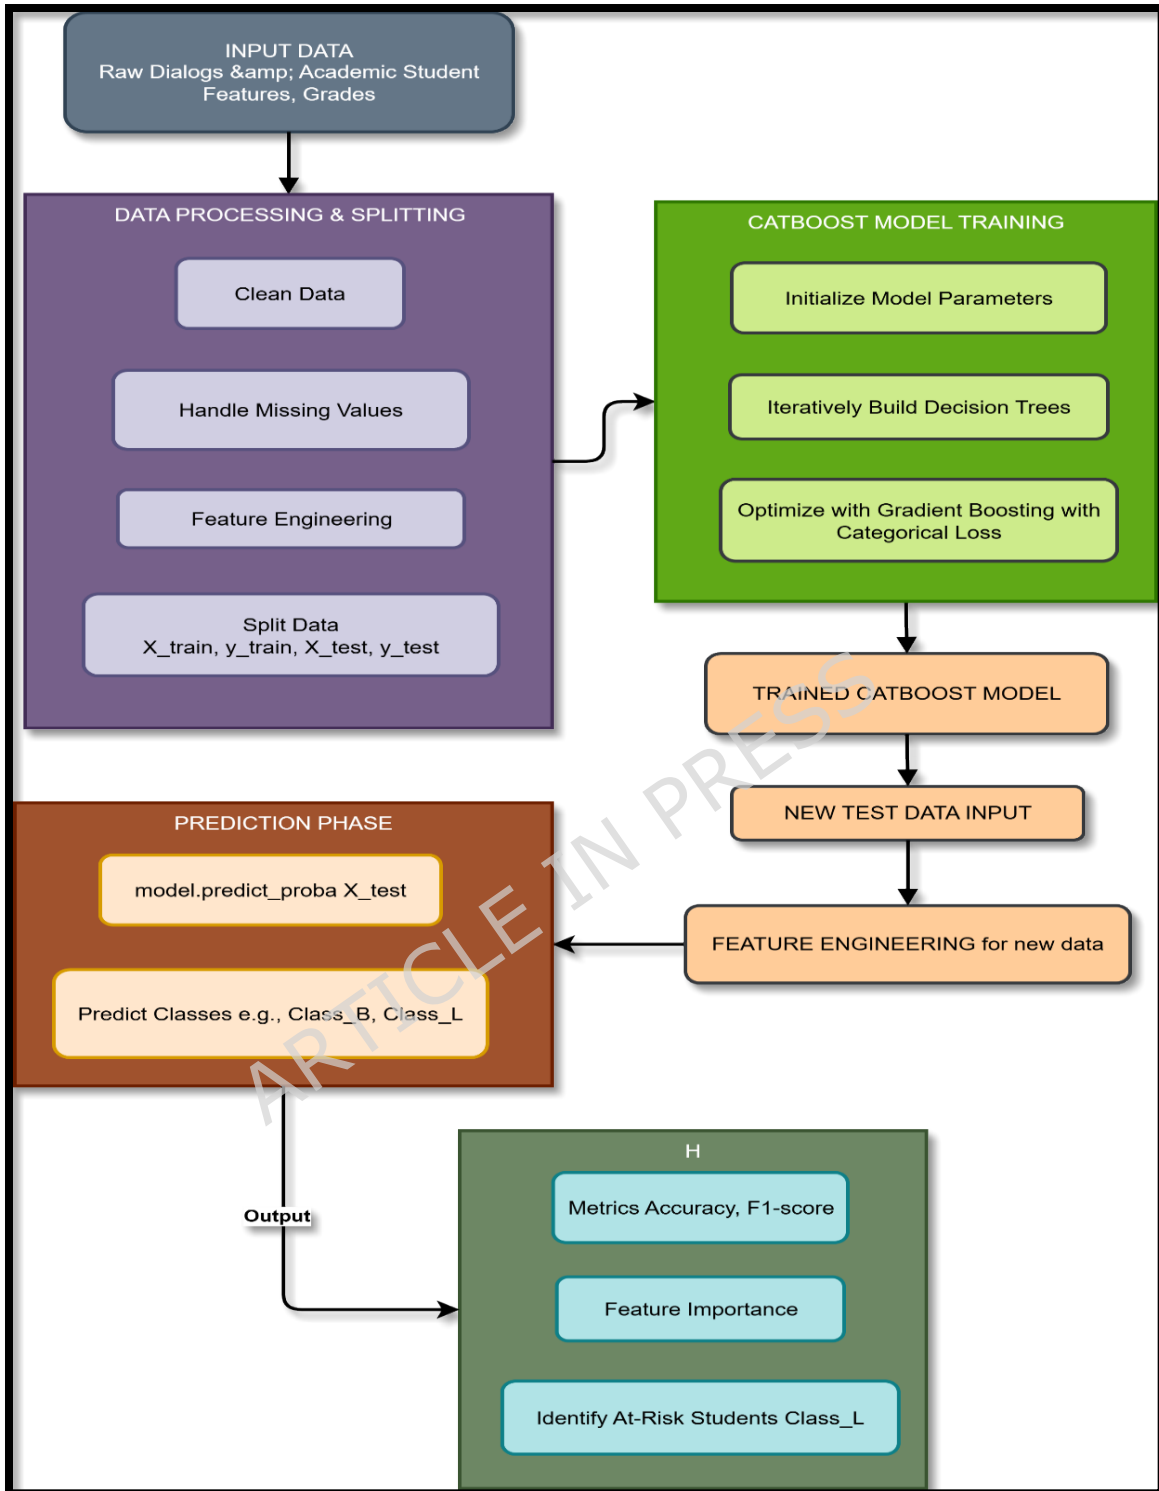 INPUT DATA
Raw Dialogs &amp; Academic Student
Features, Grades
DATA PROCESSING & SPLITTING
Clean Data
Handle Missing Values
Feature Engineering
Split Data
X_train, y_train, X_test, y_test
CATBOOST MODEL TRAINING
Initialize Model Parameters
Iteratively Build Decision Trees
Optimize with Gradient Boosting with
Categorical Loss
TRAINED CATBOOST MODEL
NEW TEST DATA INPUT
FEATURE ENGINEERING for new data
PREDICTION PHASE
model.predict_proba X_test
Predict Classes e.g., Class_B, Class_L
Output
H
Metrics Accuracy, F1-score
Feature Importance
Identify At-Risk Students Class_L
ARTICLE IN PRESS